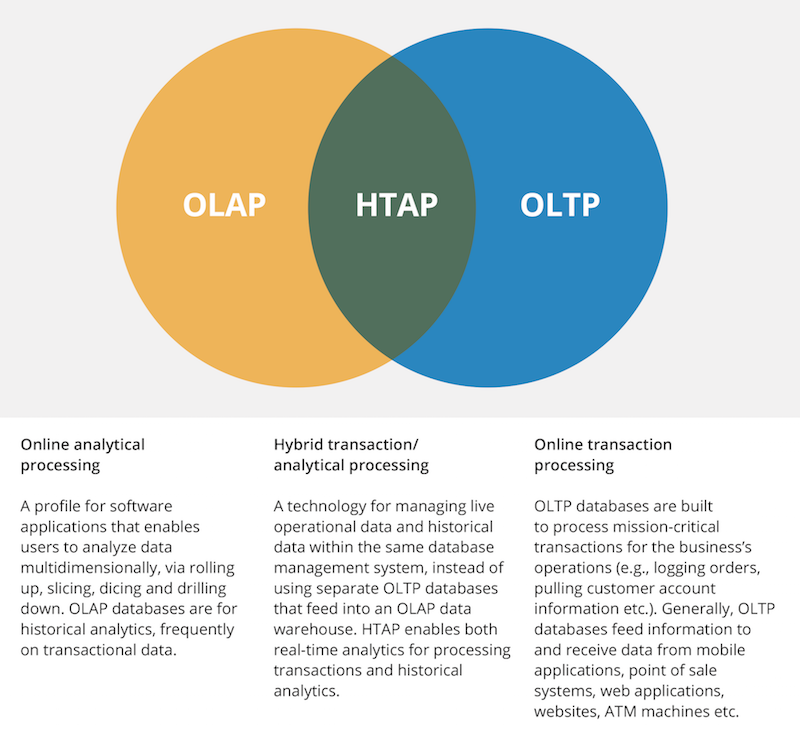 OLAP
HTAP
OLTP
Online analytical
processing
A profile for software
applications that enables
users to analyze data
multidimensionally, via rolling
up, slicing, dicing and drilling
down. OLAP databases are for
historical analytics, frequently
on transactional data.
Hybrid transaction/
analytical processing
A technology for managing live
operational data and historical
data within the same database
management system, instead of
using separate OLTP databases
that feed into an OLAP data
warehouse. HTAP enables both
real-time analytics for processing
transactions and historical
analytics.
Online transaction
processing
OLTP databases are built
to process mission-critical
transactions for the business’s
operations (e.g., logging orders,
pulling customer account
information etc.). Generally, OLTP
databases feed information to
and receive data from mobile
applications, point of sale
systems, web applications,
websites, ATM machines etc.